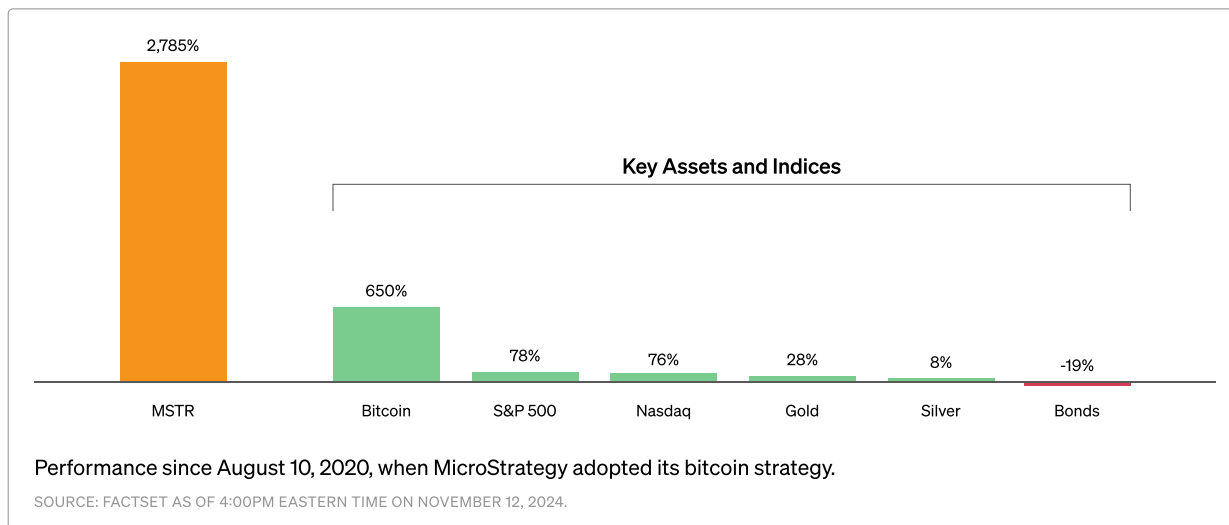 2,785%
Key Assets and Indices
650%
78%
76%
28%
8%
-19%
MSTR
Bitcoin
S&P 500
Nasdaq
Gold
Silver
Bonds
Performance since August 10, 2020, when MicroStrategy adopted its bitcoin strategy.
SOURCE: FACTSET AS OF 4:00PM EASTERN TIME ON NOVEMBER 12, 2024.